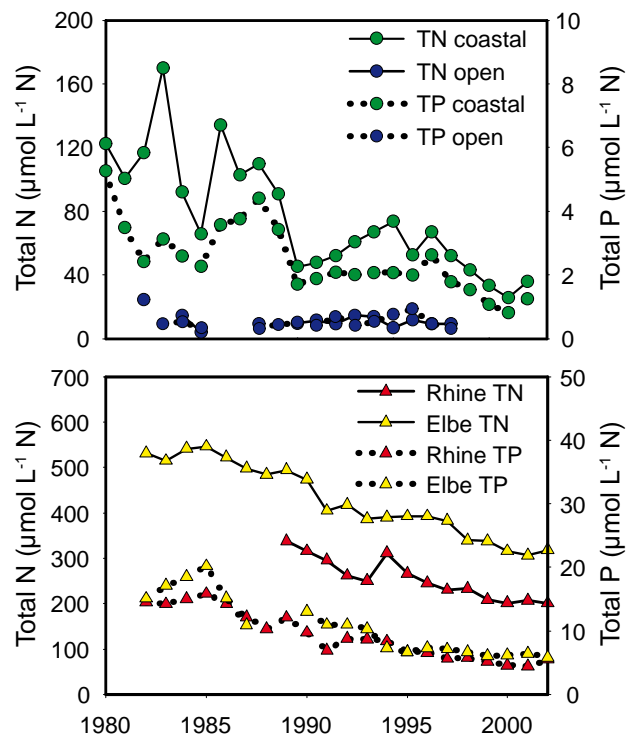 200
160
120
80
40
0
Total N (µmol L-1 N)
10
8
6
4
2
0
Total P (µmol L-1 N)
TN coastal
TN open
TP coastal
TP open
700
600
500
400
300
200
100
0
Total N (µmol L-1 N)
50
40
30
20
10
0
Total P (µmol L-1 N)
Rhine TN
Elbe TN
Rhine TP
Elbe TP
1980 1985 1990 1995 2000